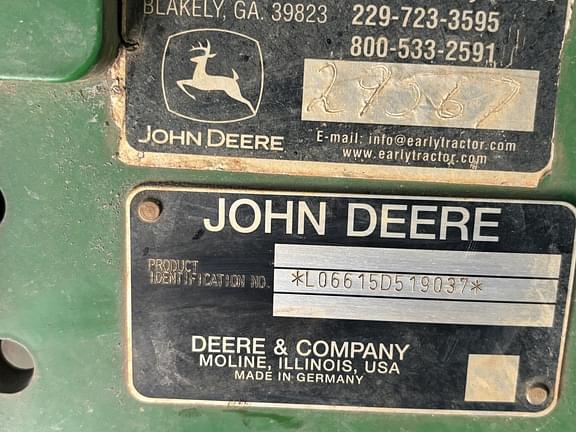 BLAKELY, GA. 39823
229-723-3595
800-533-2591
29367
JOHN DEERE
E-mail: info@earlytractor.com
www.earlytractor.com
JOHN DEERE
PRODUCT
IDENTIFICATION NO.
*L06615D519037*
DEERE & COMPANY
MOLINE, ILLINOIS, USA
MADE IN GERMANY